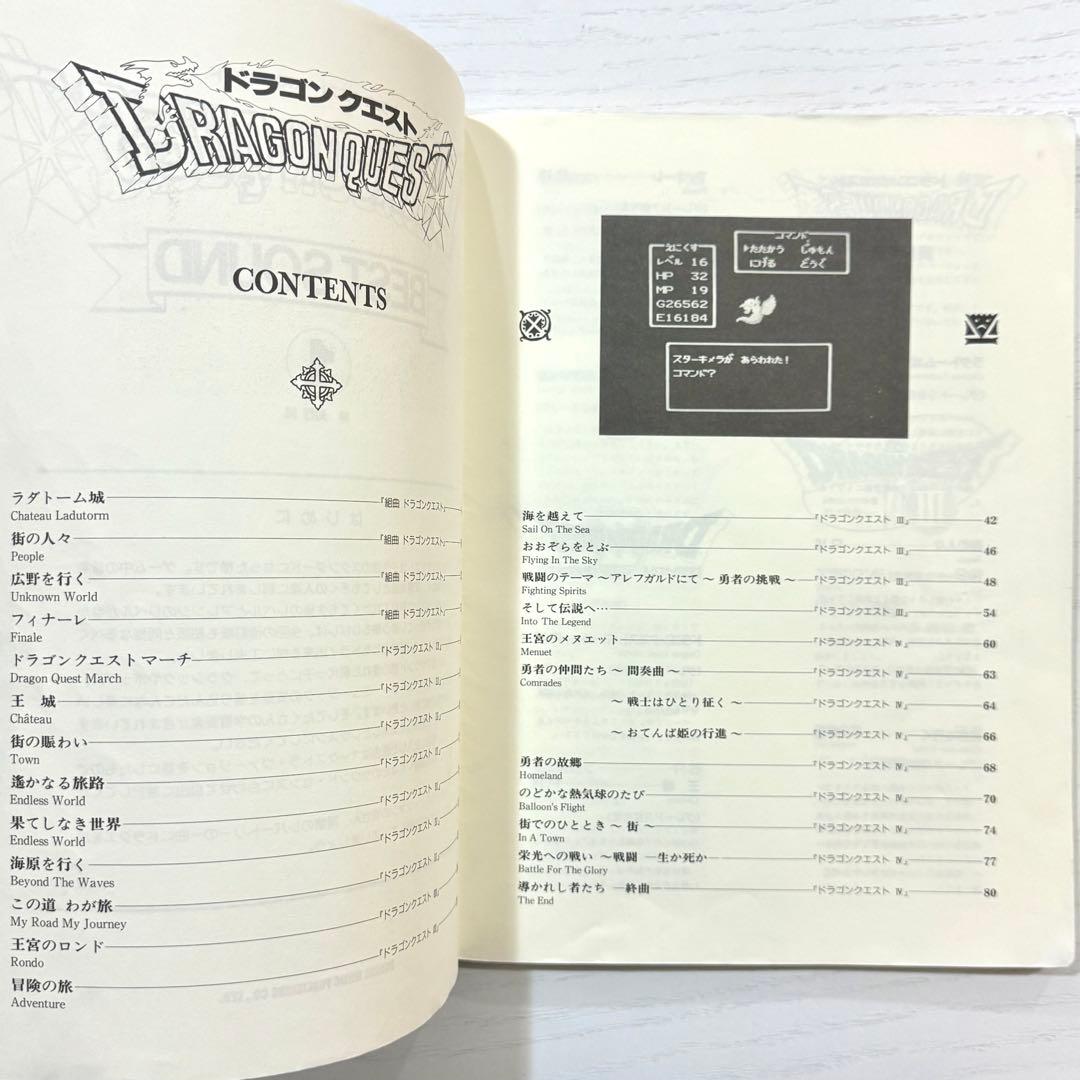 ドラゴン クエスト
DRAGON QUEST
CONTENTS
ラダトーム城 『組曲 ドラゴンクエスト』
Chateau Ladutorm
街の人々 『組曲 ドラゴンクエスト』
People
広野を行く 『組曲 ドラゴンクエスト』
Unknown World
フィナーレ 『組曲 ドラゴンクエスト』
Finale
ドラゴンクエストマーチ 『ドラゴンクエスト Ⅱ』
Dragon Quest March
王 城 『ドラゴンクエスト Ⅱ』
Château
街の賑わい 『ドラゴンクエスト Ⅱ』
Town
遙かなる旅路 『ドラゴンクエスト Ⅱ』
Endless World
果てしなき世界 『ドラゴンクエスト Ⅱ』
Endless World
海原を行く 『ドラゴンクエスト Ⅱ』
Beyond The Waves
この道 わが旅 『ドラゴンクエスト Ⅱ』
My Road My Journey
王宮のロンド 『ドラゴンクエスト Ⅲ』
Rondo
冒険の旅
Adventure
えにくす
レベル 16
HP 32
MP 19
G26562
E16184
コマンド
たたかう じゅもん
にげる どうぐ
スターキメラが あらわれた!
コマンド?
海を越えて 『ドラゴンクエスト Ⅲ』 42
Sail On The Sea
おおぞらをとぶ 『ドラゴンクエスト Ⅲ』 46
Flying In The Sky
戦闘のテーマ ~アレフガルドにて ~ 勇者の挑戦 ~ 『ドラゴンクエスト Ⅲ』 48
Fighting Spirits
そして伝説へ… 『ドラゴンクエスト Ⅲ』 54
Into The Legend
王宮のメヌエット 『ドラゴンクエスト Ⅳ』 60
Menuet
勇者の仲間たち ~ 間奏曲 ~ 『ドラゴンクエスト Ⅳ』 63
Comrades
~ 戦士はひとり征く ~ 『ドラゴンクエスト Ⅳ』 64
~ おてんば姫の行進 ~ 『ドラゴンクエスト Ⅳ』 66
勇者の故郷 『ドラゴンクエスト Ⅳ』 68
Homeland
のどかな熱気球のたび 『ドラゴンクエスト Ⅳ』 70
Balloon's Flight
街でのひととき ~ 街 ~ 『ドラゴンクエスト Ⅳ』 74
In A Town
栄光への戦い ~戦闘 ―生か死か 『ドラゴンクエスト Ⅳ』 77
Battle For The Glory
導かれし者たち ―終曲 『ドラゴンクエスト Ⅳ』 80
The End